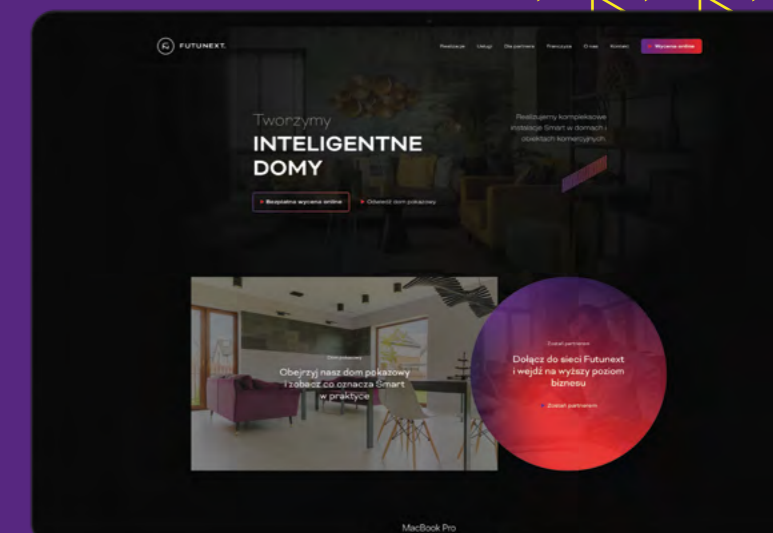 FUTUNEXT.
Realizacje Usługi Dla partnera Franczyza O nas Kontakt Wycena online
Tworzymy
INTELIGENTNE
DOMY
Realizujemy kompleksowe
instalacje Smart w domach i
obiektach komercyjnych.
Bezpłatna wycena online
Odwiedź dom pokazowy
Dom pokazowy
Obejrzyj nasz dom pokazowy
i zobacz co oznacza Smart
w praktyce
Zostań partnerem
Dołącz do sieci Futunext
i wejdź na wyższy poziom
biznesu
Zostań partnerem
MacBook Pro